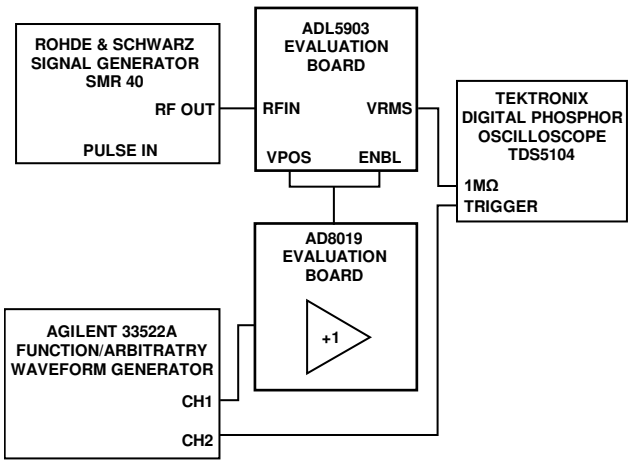 ROHDE & SCHWARZ
SIGNAL GENERATOR
SMR 40
RF OUT
PULSE IN
ADL5903
EVALUATION
BOARD
RFIN
VRMS
VPOS
ENBL
TEKTRONIX
DIGITAL PHOSPHOR
OSCILLOSCOPE
TDS5104
1MΩ
TRIGGER
AD8019
EVALUATION
BOARD
+1
AGILENT 33522A
FUNCTION/ARBITRATRY
WAVEFORM GENERATOR
CH1
CH2